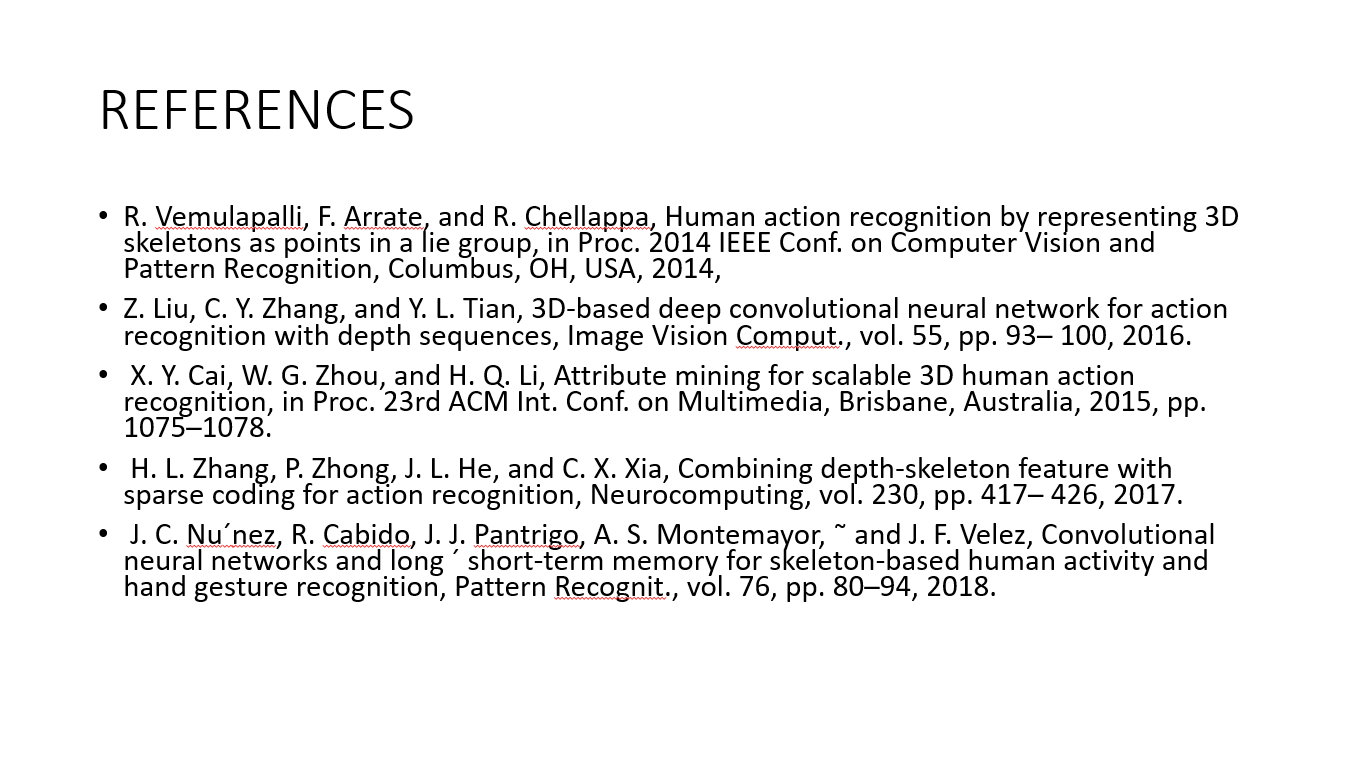 REFERENCES
• R. Vemulapalli, F. Arrate, and R. Chellappa, Human action recognition by representing 3D
skeletons as points in a lie group, in Proc. 2014 IEEE Conf. on Computer Vision and
Pattern Recognition, Columbus, OH, USA, 2014,
• Z. Liu, C. Y. Zhang, and Y. L. Tian, 3D-based deep convolutional neural network for action
recognition with depth sequences, Image Vision Comput., vol. 55, pp. 93– 100, 2016.
• X. Y. Cai, W. G. Zhou, and H. Q. Li, Attribute mining for scalable 3D human action
recognition, in Proc. 23rd ACM Int. Conf. on Multimedia, Brisbane, Australia, 2015, pp.
1075–1078.
• H. L. Zhang, P. Zhong, J. L. He, and C. X. Xia, Combining depth-skeleton feature with
sparse coding for action recognition, Neurocomputing, vol. 230, pp. 417– 426, 2017.
• J. C. Nu´nez, R. Cabido, J. J. Pantrigo, A. S. Montemayor, ˜ and J. F. Velez, Convolutional
neural networks and long ´ short-term memory for skeleton-based human activity and
hand gesture recognition, Pattern Recognit., vol. 76, pp. 80–94, 2018.